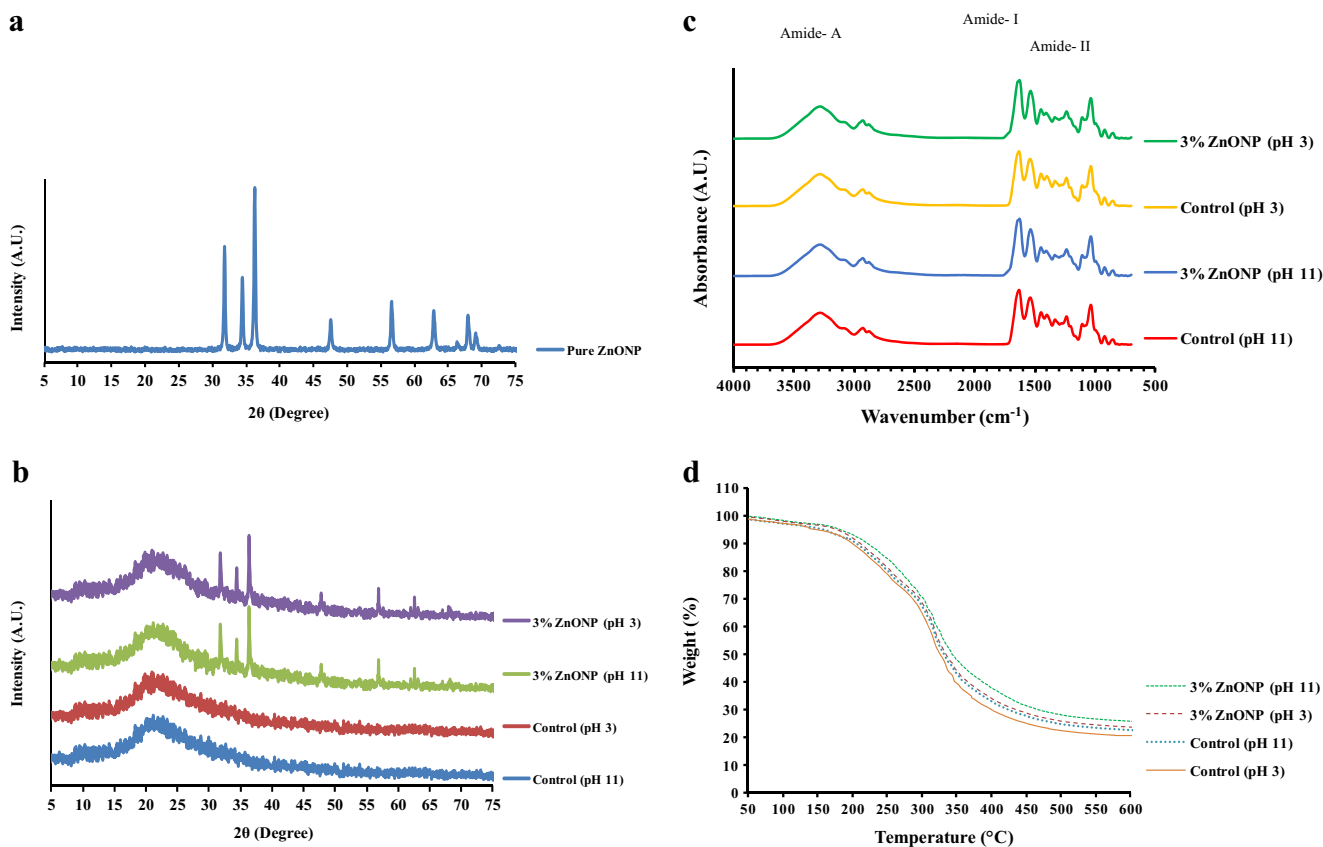 a
Intensity (A.U.)
Pure ZnONP
5 10 15 20 25 30 35 40 45 50 55 60 65 70 75
2θ (Degree)
b
Intensity (A.U.)
3% ZnONP (pH 3)
3% ZnONP (pH 11)
Control (pH 3)
Control (pH 11)
5 10 15 20 25 30 35 40 45 50 55 60 65 70 75
2θ (Degree)
c
Amide- A
Amide- I
Amide- II
Absorbance (A.U.)
3% ZnONP (pH 3)
Control (pH 3)
3% ZnONP (pH 11)
Control (pH 11)
4000 3500 3000 2500 2000 1500 1000 500
Wavenumber (cm⁻¹)
d
110
100
90
80
70
60
50
40
30
20
10
0
Weight (%)
3% ZnONP (pH 11)
3% ZnONP (pH 3)
Control (pH 11)
Control (pH 3)
50 100 150 200 250 300 350 400 450 500 550 600
Temperature (°C)